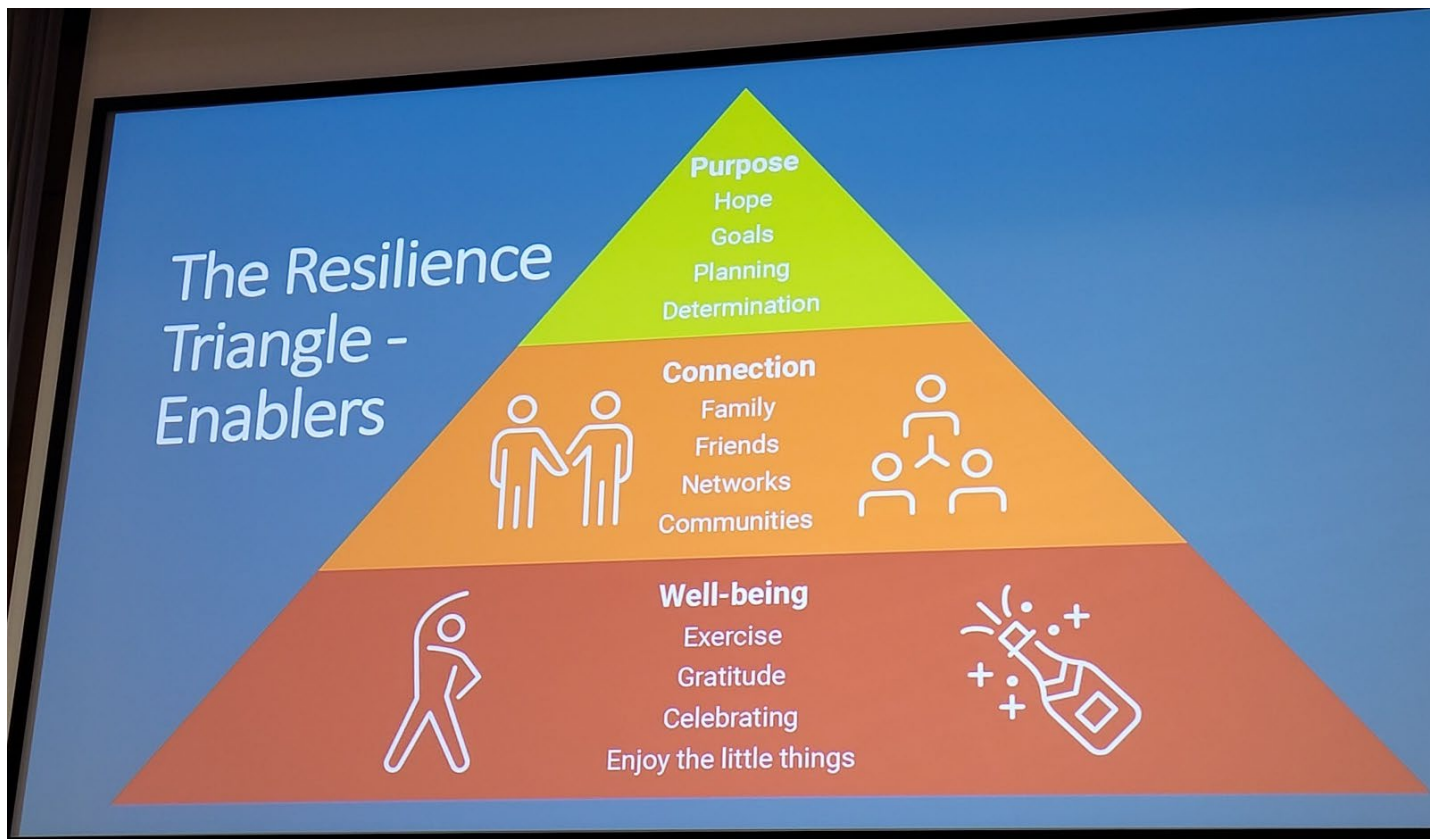 The Resilience
Triangle -
Enablers
Purpose
Hope
Goals
Planning
Determination
Connection
Family
Friends
Networks
Communities
Well-being
Exercise
Gratitude
Celebrating
Enjoy the little things